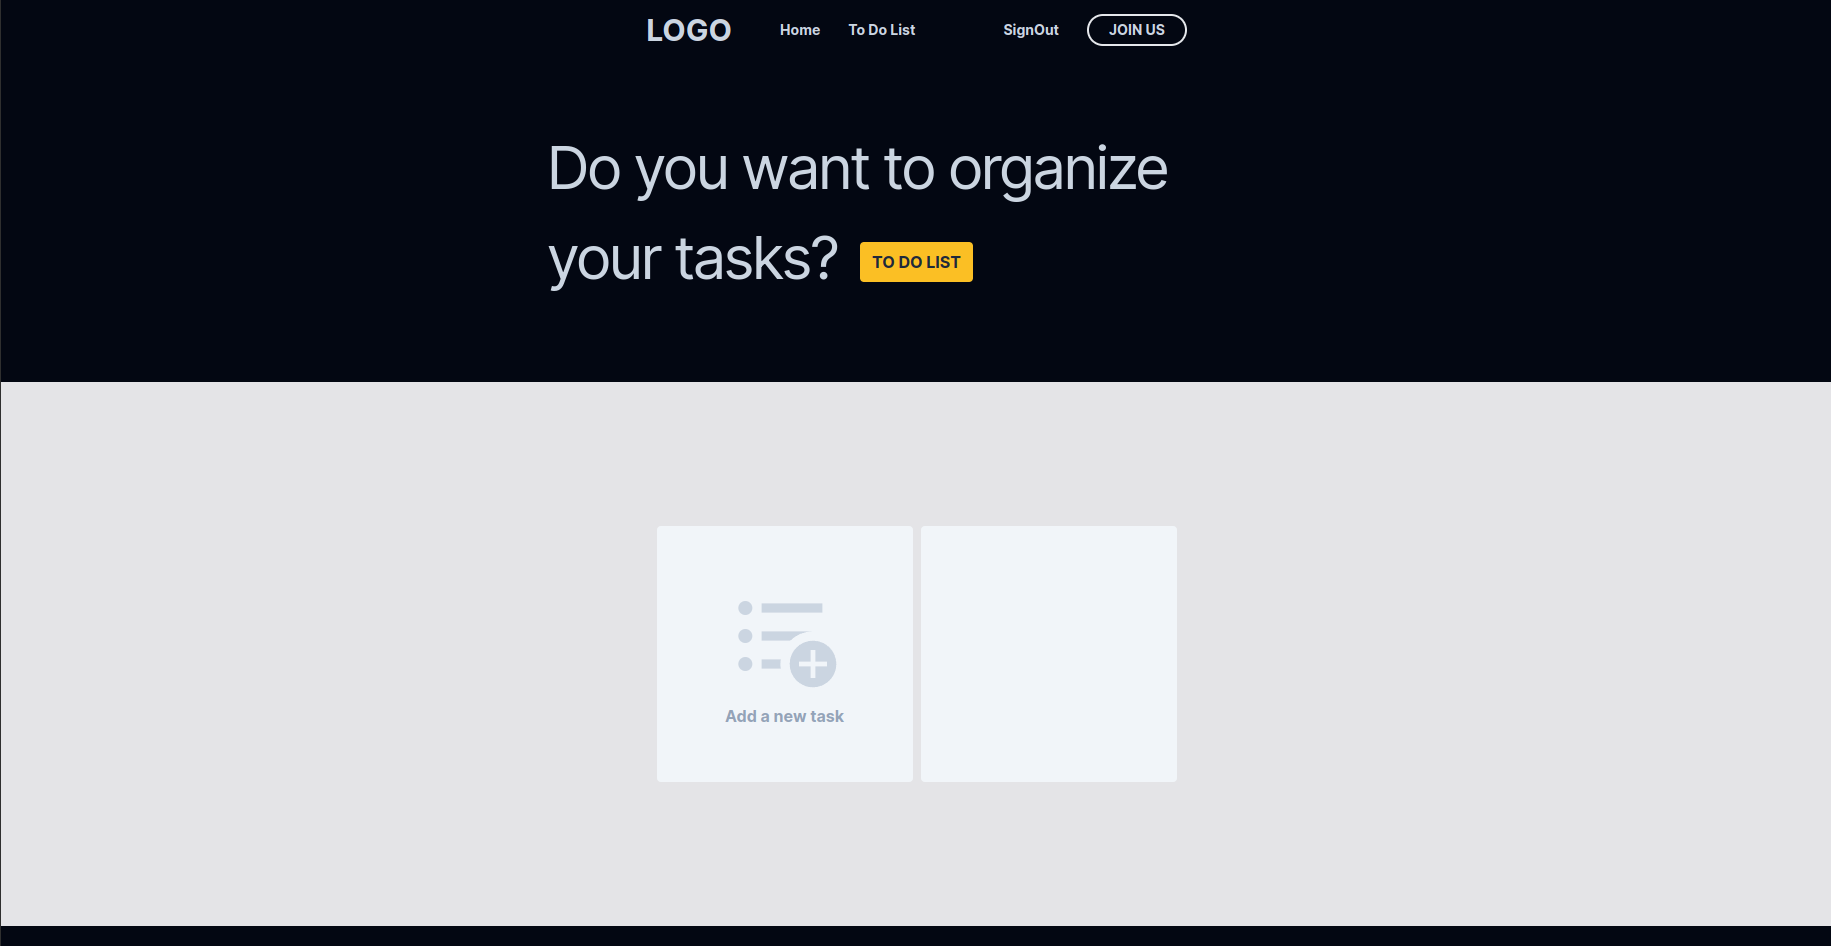 LOGO Home To Do List SignOut JOIN US
Do you want to organize
your tasks? TO DO LIST
Add a new task